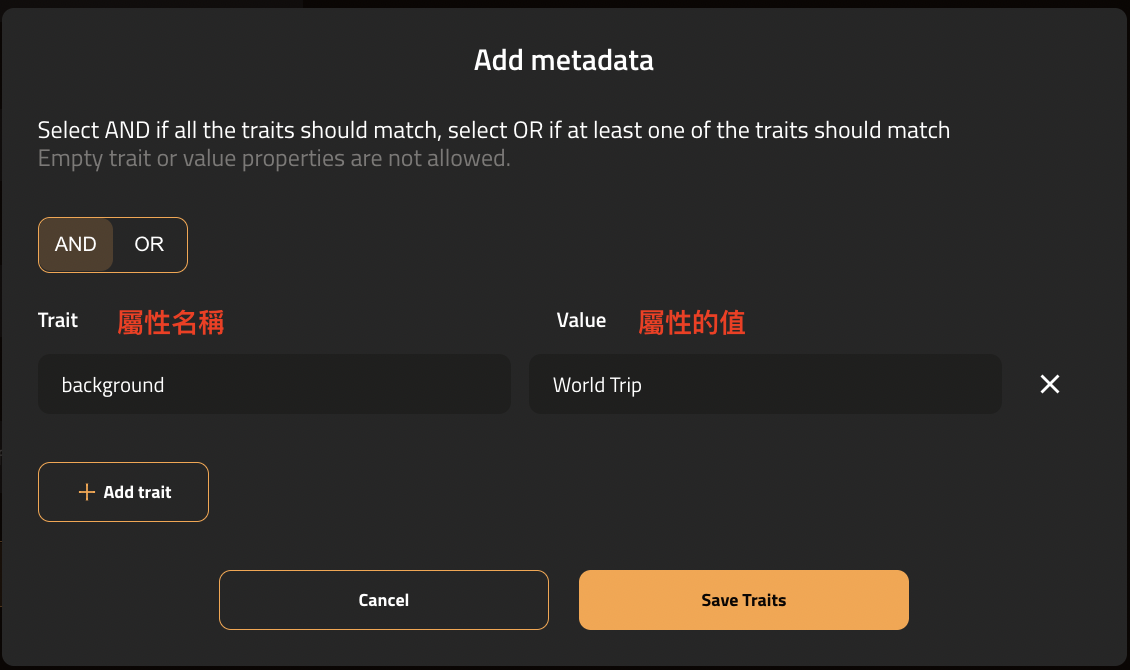 Add metadata
Select AND if all the traits should match, select OR if at least one of the traits should match
Empty trait or value properties are not allowed.
AND OR
Trait 屬性名稱 Value 屬性的值
background World Trip
Add trait
Cancel Save Traits